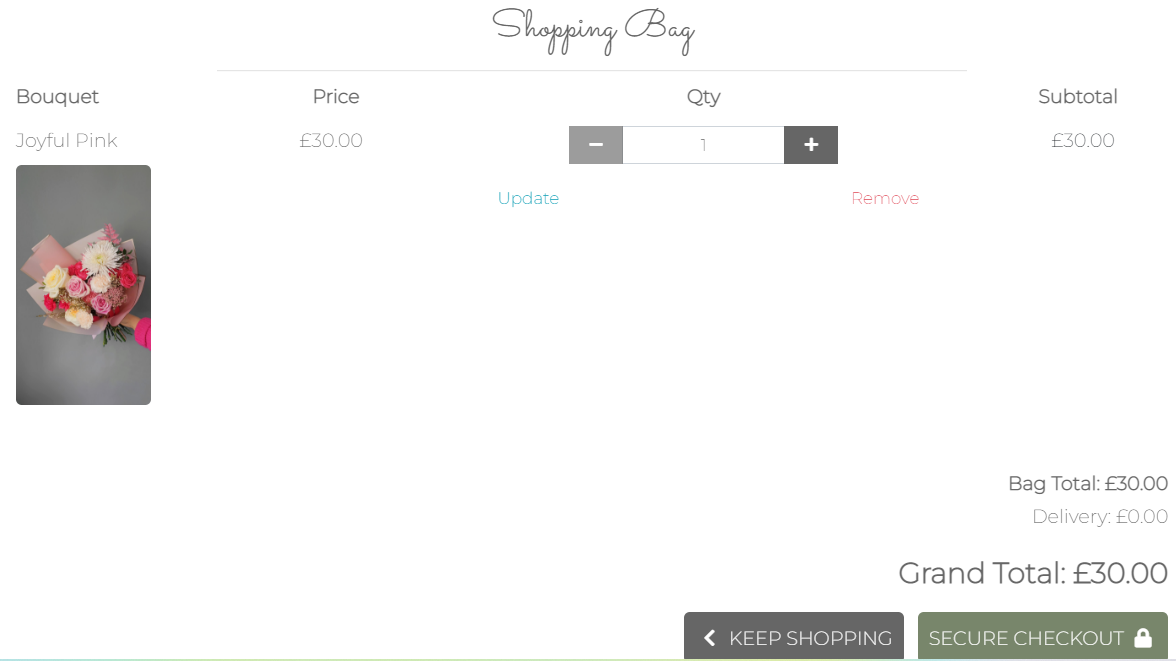 Shopping Bag
Bouquet Price Qty Subtotal
Joyful Pink £30.00 1 £30.00
Update Remove
Bag Total: £30.00
Delivery: £0.00
Grand Total: £30.00
KEEP SHOPPING SECURE CHECKOUT